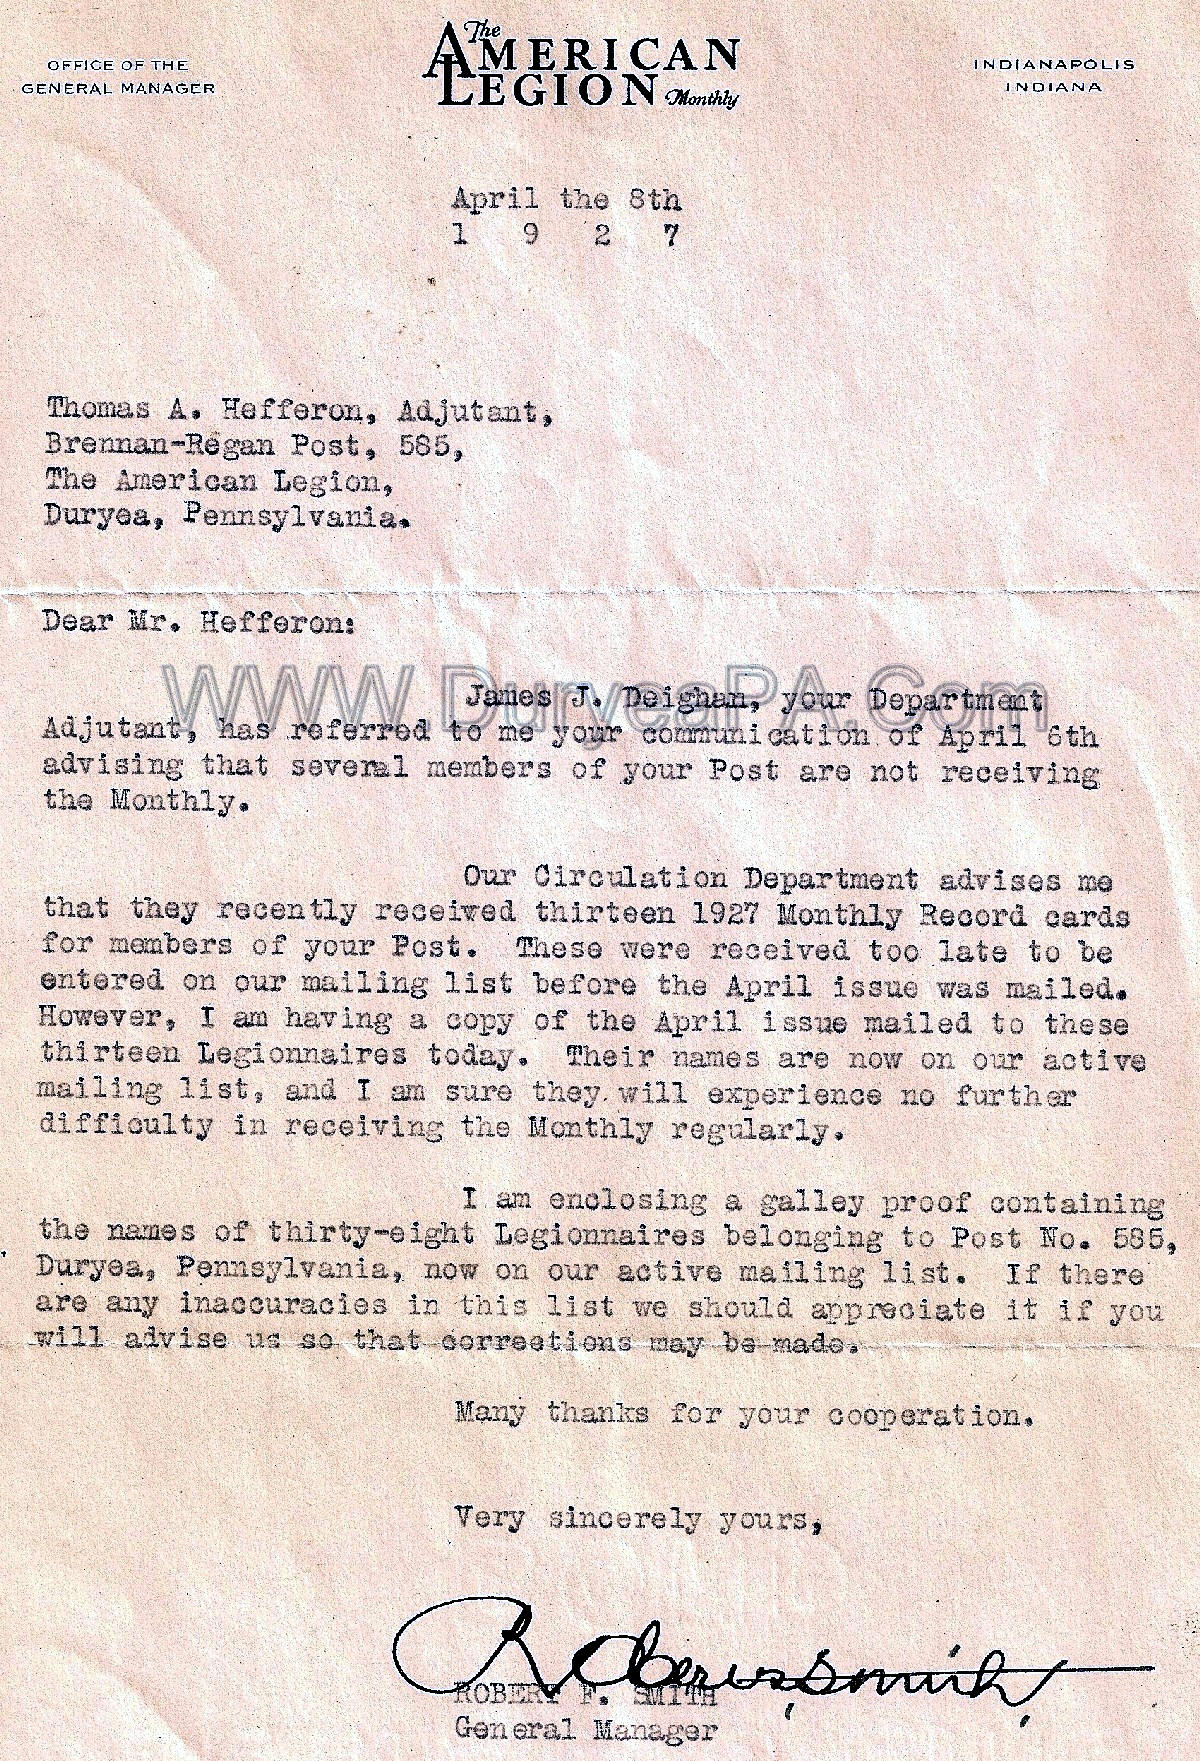 OFFICE OF THE
GENERAL MANAGER
The
AMERICAN
LEGION Monthly
INDIANAPOLIS
INDIANA
April the 8th
1 9 2 7
Thomas A. Hefferon, Adjutant,
Brennan-Regan Post, 585,
The American Legion,
Duryea, Pennsylvania.
Dear Mr. Hefferon:
WWW.DuryeaPA.Com
James J. Deighan, your Department
Adjutant, has referred to me your communication of April 6th
advising that several members of your Post are not receiving
the Monthly.
Our Circulation Department advises me
that they recently received thirteen 1927 Monthly Record cards
for members of your Post. These were received too late to be
entered on our mailing list before the April issue was mailed.
However, I am having a copy of the April issue mailed to these
thirteen Legionnaires today. Their names are now on our active
mailing list, and I am sure they will experience no further
difficulty in receiving the Monthly regularly.
I am enclosing a galley proof containing
the names of thirty-eight Legionnaires belonging to Post No. 585,
Duryea, Pennsylvania, now on our active mailing list. If there
are any inaccuracies in this list we should appreciate it if you
will advise us so that corrections may be made.
Many thanks for your cooperation.
Very sincerely yours,
ROBERT F. SMITH
General Manager